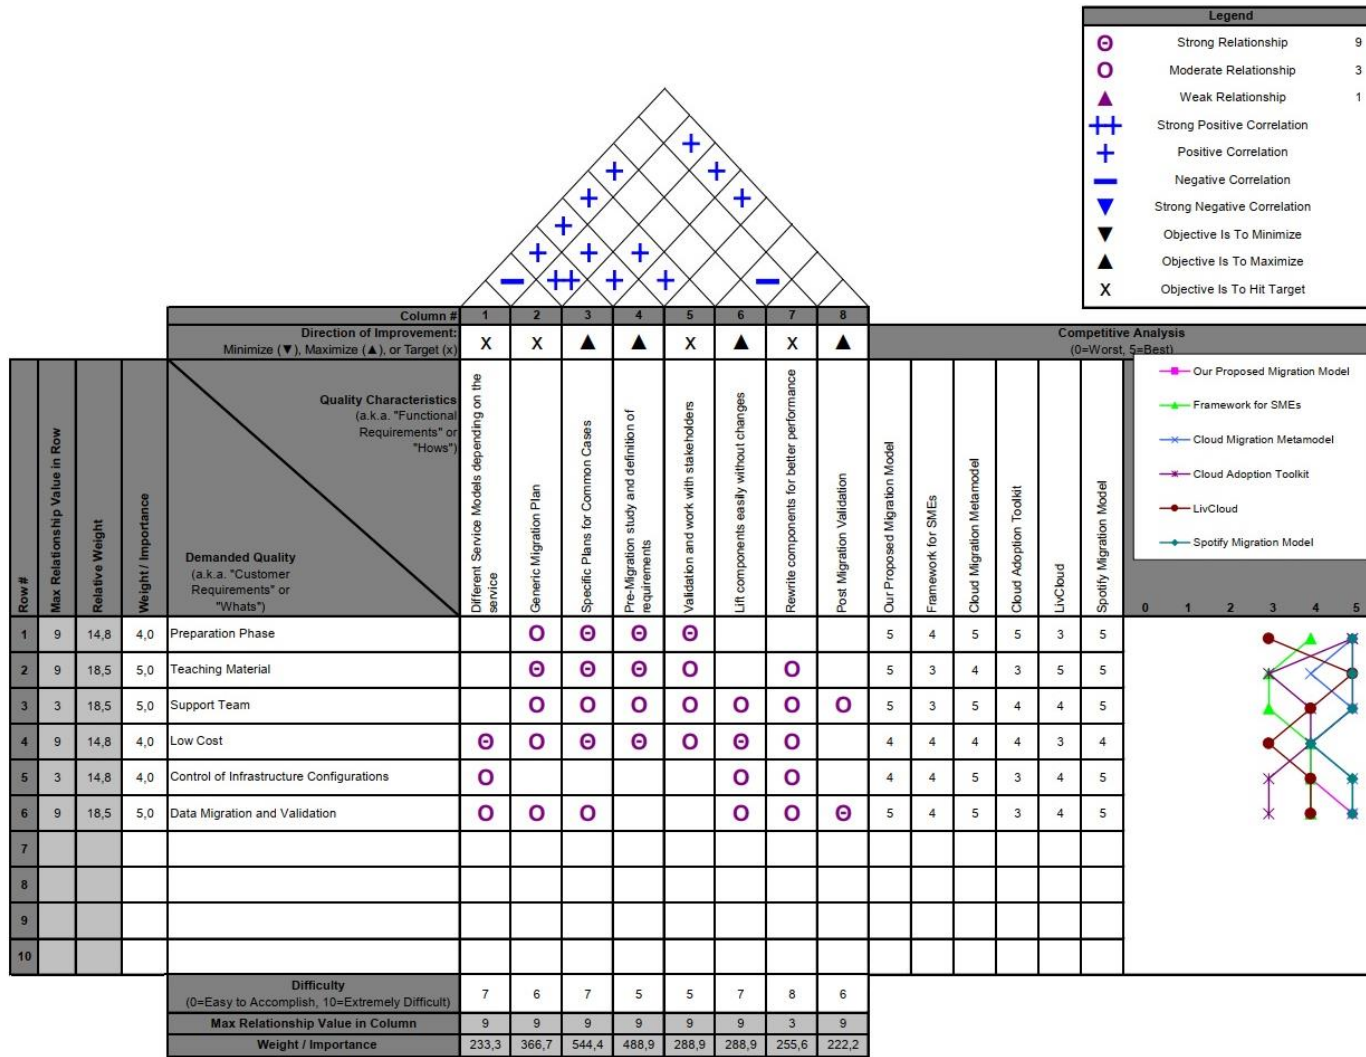 Legend
Θ Strong Relationship 9
Ο Moderate Relationship 3
▲ Weak Relationship 1
++ Strong Positive Correlation
+ Positive Correlation
▬ Negative Correlation
▼ Strong Negative Correlation
▼ Objective Is To Minimize
▲ Objective Is To Maximize
X Objective Is To Hit Target
+
+ +
+ +
+
+ + +
▬ ++ + + ▬
Column # 1 2 3 4 5 6 7 8
Direction of Improvement:
Minimize (▼), Maximize (▲), or Target (x)
X X ▲ ▲ X ▲ X ▲
Competitive Analysis
(0=Worst, 5=Best)
Row #
Max Relationship Value in Row
Relative Weight
Weight / Importance
Quality Characteristics
(a.k.a. "Functional
Requirements" or
"Hows")
Demanded Quality
(a.k.a. "Customer
Requirements" or
"Whats")
Different Service Models depending on the
service
Generic Migration Plan
Specific Plans for Common Cases
Pre-Migration study and definition of
requirements
Validation and work with stakeholders
Lift components easily without changes
Rewrite components for better performance
Post Migration Validation
Our Proposed Migration Model
Framework for SMEs
Cloud Migration Metamodel
Cloud Adoption Toolkit
LivCloud
Spotify Migration Model
Our Proposed Migration Model
Framework for SMEs
Cloud Migration Metamodel
Cloud Adoption Toolkit
LivCloud
Spotify Migration Model
0 1 2 3 4 5
1 9 14,8 4,0 Preparation Phase Ο Θ Θ Θ 5 4 5 5 3 5
2 9 18,5 5,0 Teaching Material Θ Θ Θ Ο Ο 5 3 4 3 5 5
3 3 18,5 5,0 Support Team Ο Ο Ο Ο Ο Ο Ο 5 3 5 4 4 5
4 9 14,8 4,0 Low Cost Θ Ο Θ Θ Ο Θ Ο 4 4 4 4 3 4
5 3 14,8 4,0 Control of Infrastructure Configurations Ο Ο Ο 4 4 5 3 4 5
6 9 18,5 5,0 Data Migration and Validation Ο Ο Ο Ο Ο Θ 5 4 5 3 4 5
7
8
9
10
Difficulty
(0=Easy to Accomplish, 10=Extremely Difficult)
7 6 7 5 5 7 8 6
Max Relationship Value in Column 9 9 9 9 9 9 3 9
Weight / Importance 233,3 366,7 544,4 488,9 288,9 288,9 255,6 222,2